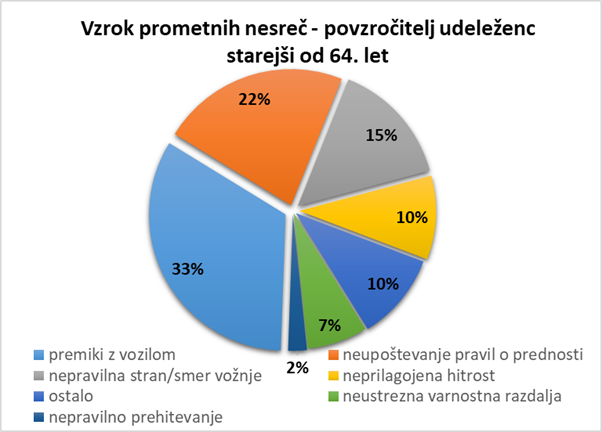 Vzrok prometnih nesreč - povzročitelj udeleženc
starejši od 64. let
22%
15%
10%
10%
7%
2%
33%
premiki z vozilom
neupoštevanje pravil o prednosti
nepravilna stran/smer vožnje
neprilagojena hitrost
ostalo
neustrezna varnostna razdalja
nepravilno prehitevanje